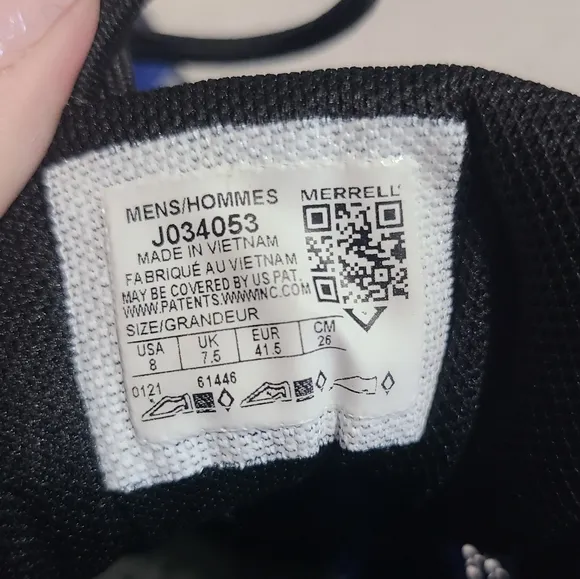 MENS/HOMMES
MERRELL
J034053
MADE IN VIETNAM
FABRIQUÉ AU VIETNAM
MAY BE COVERED BY US PAT.
WWW.PATENTS.WWWINC.COM
SIZE/GRANDEUR
USA UK EUR CM
8 7.5 41.5 26
0121 61446